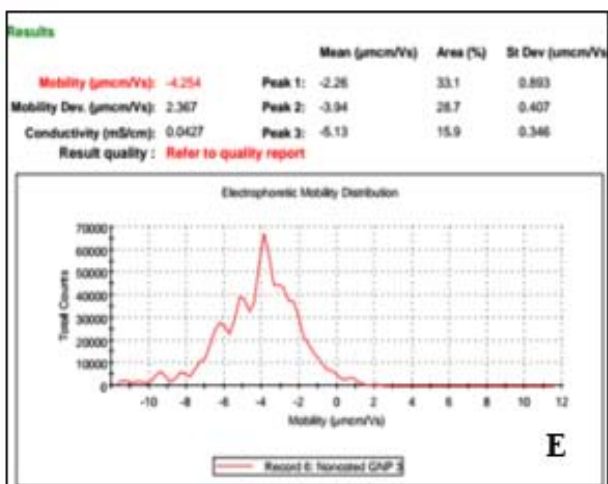 Results
Mean (µmcm/Vs) Area (%) St Dev (umcm/Vs
Mobility (µmcm/Vs): -4.254 Peak 1: -2.26 33.1 0.893
Mobility Dev. (µmcm/Vs): 2.367 Peak 2: -3.94 28.7 0.407
Conductivity (mS/cm): 0.0427 Peak 3: -5.13 15.9 0.346
Result quality : Refer to quality report
Electrophoretic Mobility Distribution
70000
60000
50000
40000
30000
20000
10000
0
Total Counts
-10 -8 -6 -4 -2 0 2 4 6 8 10 12
Mobility (µmcm/Vs)
E
Record 6: Noncoted GNP 3